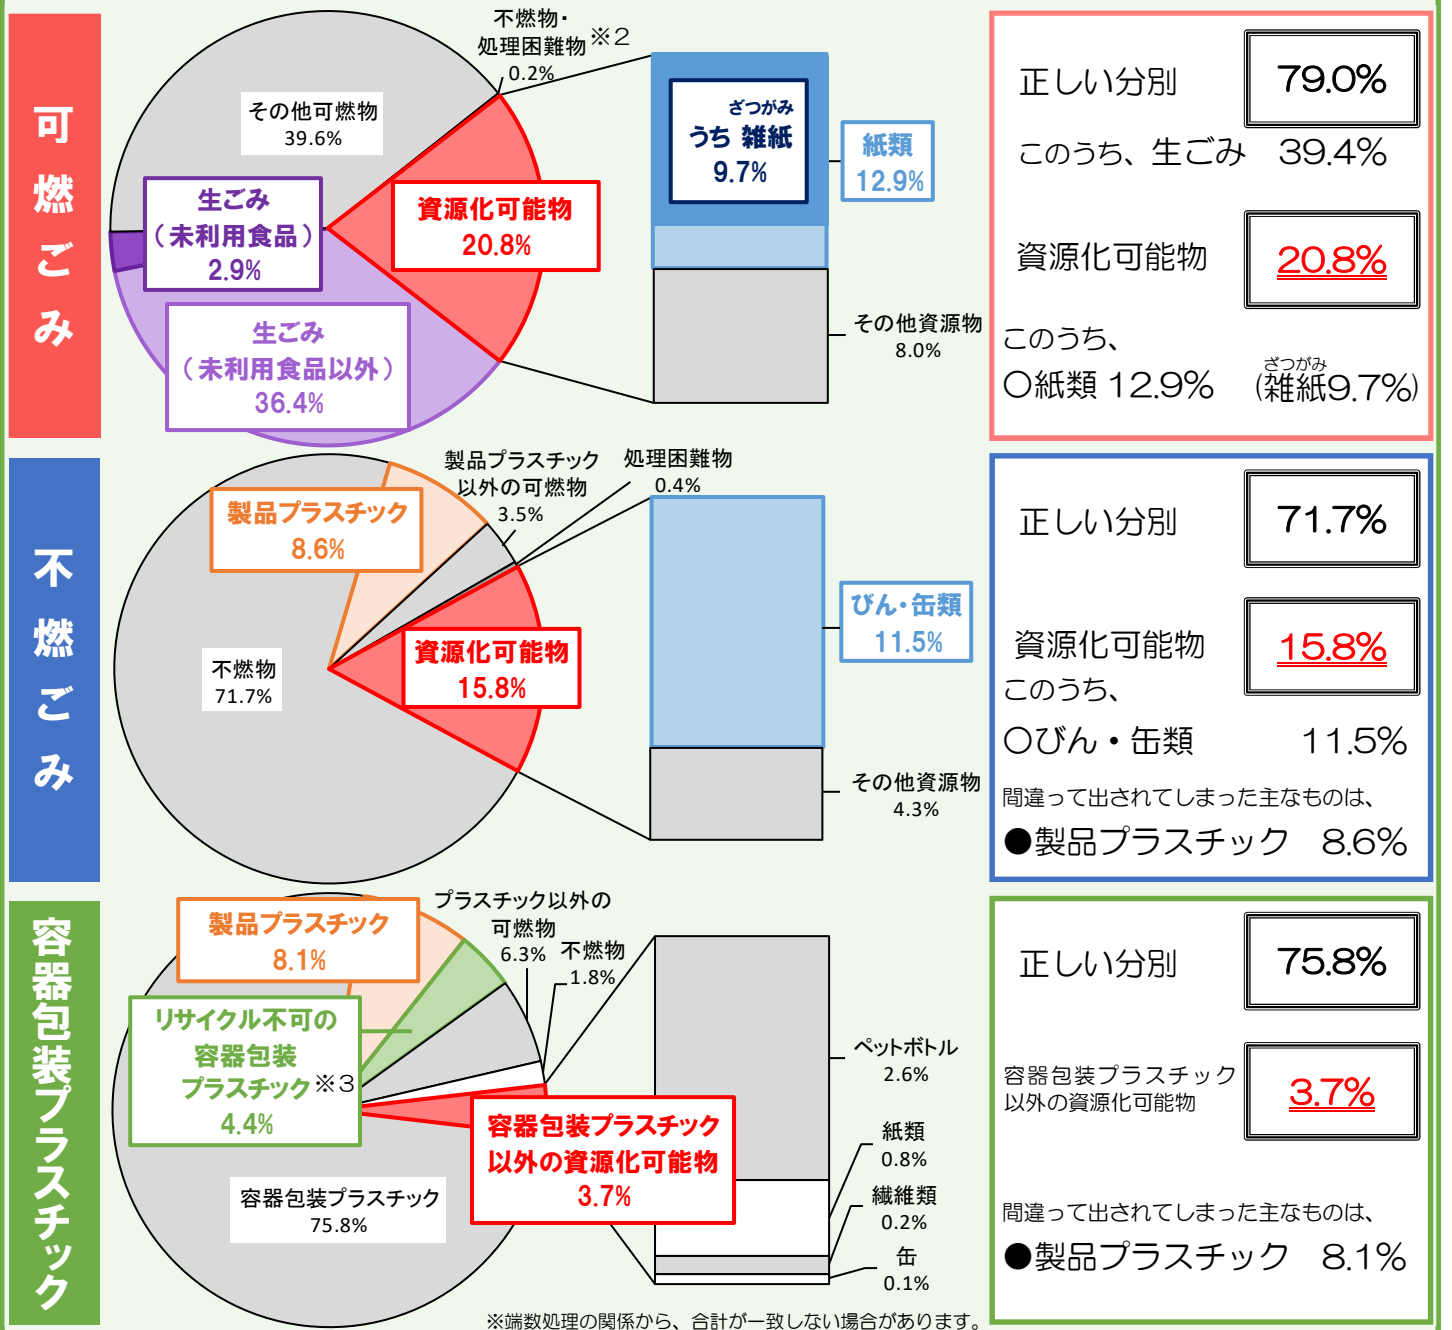 可燃ごみ
不燃物・
処理困難物※2
0.2%
その他可燃物
39.6%
生ごみ
(未利用食品)
2.9%
生ごみ
(未利用食品以外)
36.4%
資源化可能物
20.8%
ざつがみ
うち 雑紙
9.7%
紙類
12.9%
その他資源物
8.0%
正しい分別 79.0%
このうち、生ごみ 39.4%
資源化可能物 20.8%
このうち、
ざつがみ
〇紙類 12.9% (雑紙9.7%)
不燃ごみ
製品プラスチック
8.6%
製品プラスチック
以外の可燃物
3.5%
処理困難物
0.4%
不燃物
71.7%
資源化可能物
15.8%
びん・缶類
11.5%
その他資源物
4.3%
正しい分別 71.7%
資源化可能物 15.8%
このうち、
〇びん・缶類 11.5%
間違って出されてしまった主なものは、
●製品プラスチック 8.6%
容器包装プラスチック
製品プラスチック
8.1%
リサイクル不可の
容器包装
プラスチック※3
4.4%
プラスチック以外の
可燃物
6.3%
不燃物
1.8%
容器包装プラスチック
75.8%
容器包装プラスチック
以外の資源化可能物
3.7%
ペットボトル
2.6%
紙類
0.8%
繊維類
0.2%
缶
0.1%
正しい分別 75.8%
容器包装プラスチック
以外の資源化可能物 3.7%
間違って出されてしまった主なものは、
●製品プラスチック 8.1%
※端数処理の関係から、合計が一致しない場合があります。